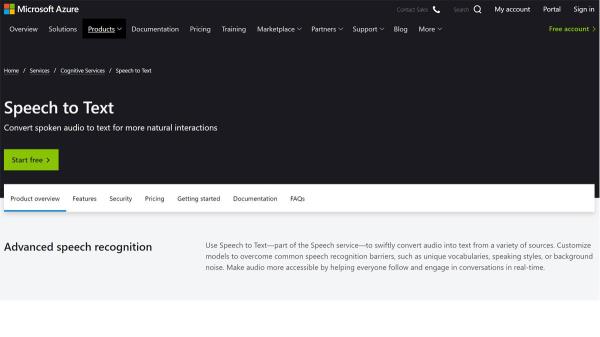 Microsoft Azure
Contact Sales Search My account Portal Sign in
Overview Solutions Products Documentation Pricing Training Marketplace Partners Support Blog More Free account >
Home / Services / Cognitive Services / Speech to Text
Speech to Text
Convert spoken audio to text for more natural interactions
Start free >
Product overview Features Security Pricing Getting started Documentation FAQs
Advanced speech recognition
Use Speech to Text—part of the Speech service—to swiftly convert audio into text from a variety of sources. Customize
models to overcome common speech recognition barriers, such as unique vocabularies, speaking styles, or background
noise. Make audio more accessible by helping everyone follow and engage in conversations in real-time.